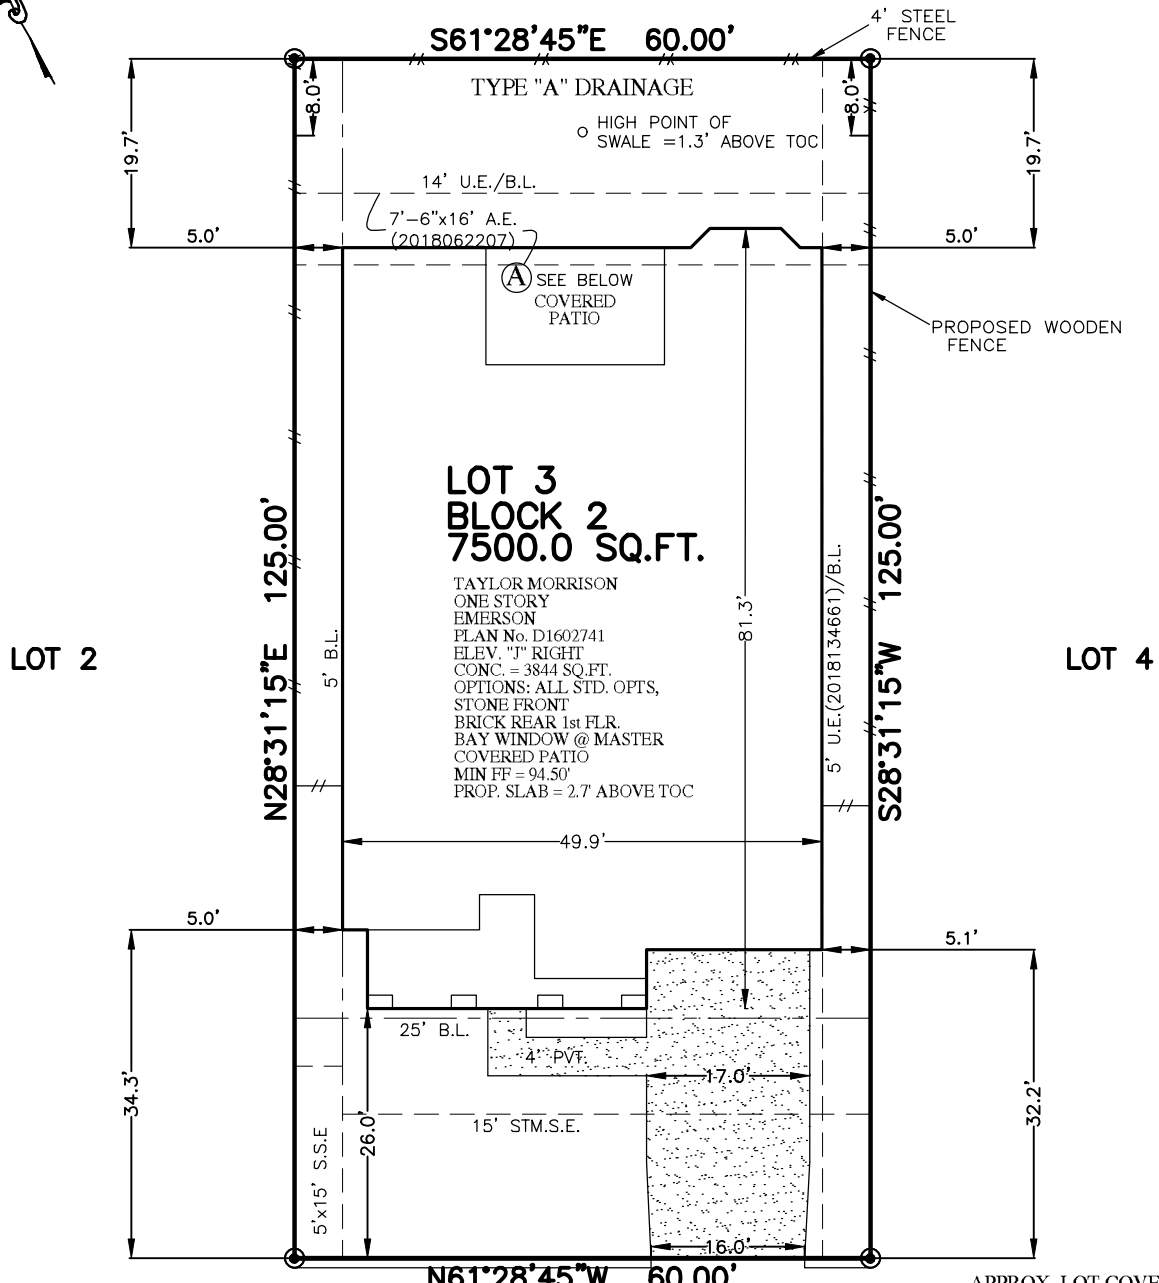 S61°28'45"E 60.00'
4' STEEL
FENCE
TYPE "A" DRAINAGE
8.0'
8.0'
HIGH POINT OF
SWALE =1.3' ABOVE TOC
19.7'
19.7'
14' U.E./B.L.
7'-6"x16' A.E.
(2018062207)
5.0'
5.0'
A SEE BELOW
COVERED
PATIO
PROPOSED WOODEN
FENCE
LOT 3
BLOCK 2
7500.0 SQ.FT.
TAYLOR MORRISON
ONE STORY
EMERSON
PLAN No. D1602741
ELEV. "J" RIGHT
CONC. = 3844 SQ.FT.
OPTIONS: ALL STD. OPTS,
STONE FRONT
BRICK REAR 1st FLR.
BAY WINDOW @ MASTER
COVERED PATIO
MIN FF = 94.50'
PROP. SLAB = 2.7' ABOVE TOC
N28°31'15"E 125.00'
5' B.L.
81.3'
5' U.E.(2018134661)/B.L.
S28°31'15"W 125.00'
LOT 2
LOT 4
49.9'
5.0'
5.1'
25' B.L.
4' PVT.
17.0'
34.3'
26.0'
32.2'
15' STM.S.E.
5'x15' S.S.E
16.0'
N61°28'45"W 60.00'
APPROX. LOT COVE